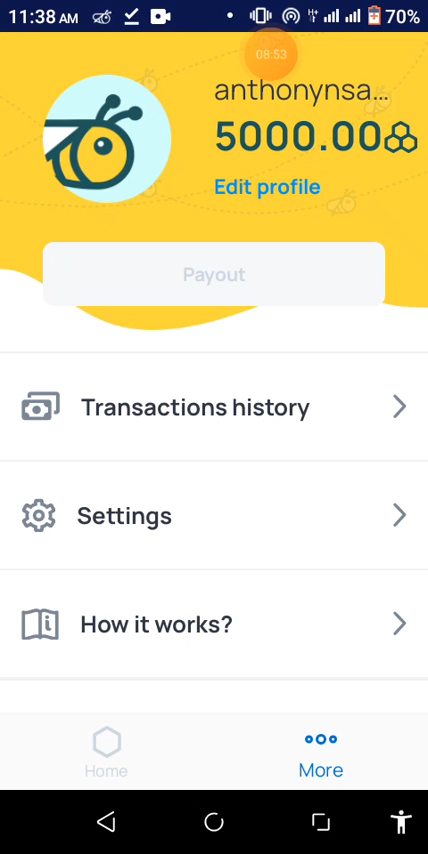 11:38 AM 70%
08:53
anthonynsa...
5000.00
Edit profile
Payout
Transactions history
Settings
How it works?
Home
More